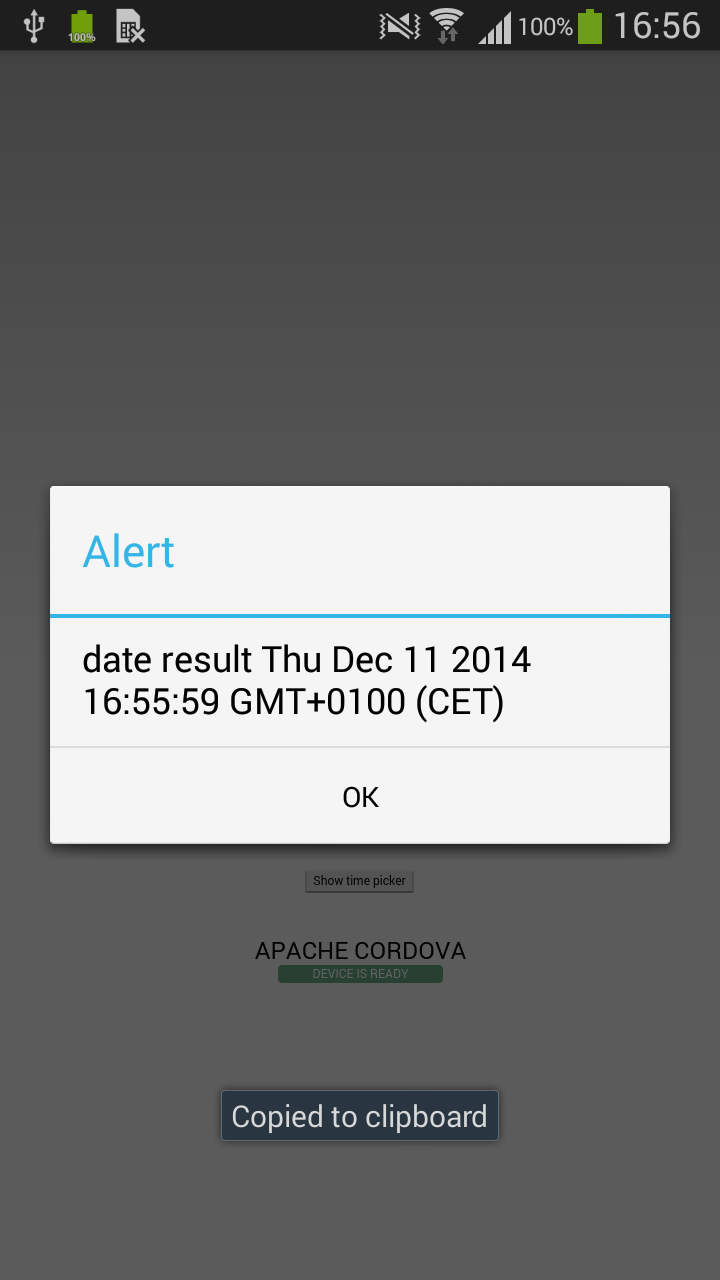 100%
100%
16:56
Alert
date result Thu Dec 11 2014
16:55:59 GMT+0100 (CET)
OK
Show time picker
APACHE CORDOVA
DEVICE IS READY
Copied to clipboard